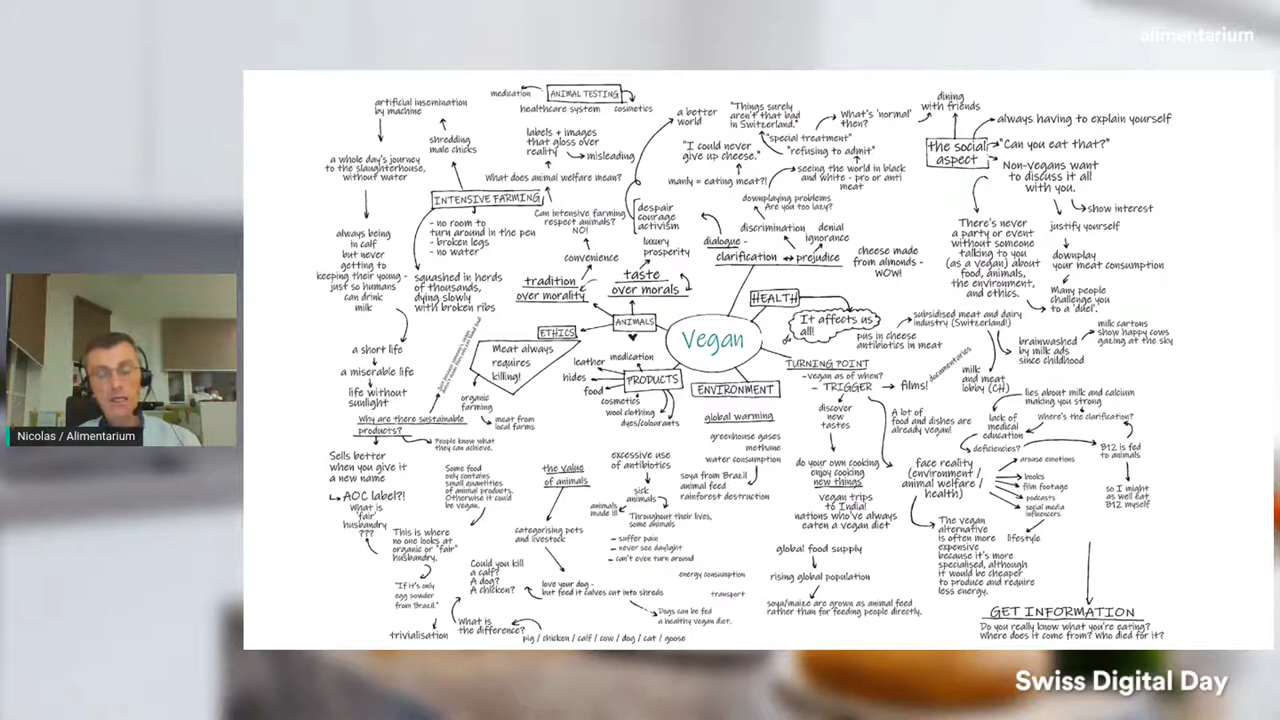 alimentarium
medication
ANIMAL TESTING
healthcare system
cosmetics
artificial insemination
by machine
shredding
male chicks
a whole day's journey
to the slaughterhouse,
without water
labels + images
that gloss over
reality
misleading
What does animal welfare mean?
INTENSIVE FARMING
- no room to
turn around in the pen
- broken legs
- no water
Can intensive farming
respect animals?
NO!
convenience
always being
in calf
but never
getting to
keeping their young -
just so humans
can drink
milk
squashed in herds
of thousands,
dying slowly
with broken ribs
tradition
over morality
luxury
prosperity
taste
over morals
a better
world
despair
courage
activism
"Things surely
aren't that bad
in Switzerland."
"I could never
give up cheese."
manly = eating meat?!
What's 'normal'
then?
"special treatment"
"refusing to admit"
seeing the world in black
and white - pro or anti
meat
downplaying problems
Are you too lazy?
discrimination
denial
ignorance
dialogue -
clarification
prejudice
cheese made
from almonds -
WOW!
dining
with friends
the social
aspect
always having to explain yourself
"Can you eat that?"
Non-vegans want
to discuss it all
with you.
show interest
justify yourself
downplay
your meat consumption
Many people
challenge you
to a 'duel'.
There's never
a party or event
without someone
talking to you
(as a vegan) about
food, animals,
the environment,
and ethics.
HEALTH
It affects us
all!
subsidised meat and dairy
industry (Switzerland!)
pus in cheese
antibiotics in meat
brainwashed
by milk ads
since childhood
milk cartons
show happy cows
gazing at the sky
milk
and meat
lobby (CH)
Vegan
ANIMALS
ETHICS
Meat always
requires
killing!
medication
leather
hides
food
PRODUCTS
cosmetics
wool clothing
dyes/colourants
ENVIRONMENT
global warming
greenhouse gases
methane
water consumption
soya from Brazil
animal feed
rainforest destruction
TURNING POINT
-vegan as of when?
- TRIGGER
films!
documentaries
discover
new
tastes
do your own cooking
enjoy cooking
new things
vegan trips
to India!
nations who've always
eaten a vegan diet
A lot of
food and dishes are
already vegan!
face reality
(environment /
animal welfare /
health)
lies about milk and calcium
making you strong
Where's the clarification?
lack of
medical
education
deficiencies?
B12 is fed
to animals
so I might
as well eat
B12 myself
arouse emotions
books
film footage
podcasts
social media
influencers
lifestyle
The vegan
alternative
is often more
expensive
because it's more
specialised, although
it would be cheaper
to produce and require
less energy.
a short life
a miserable life
life without
sunlight
Why are there sustainable
products?
People know what
they can achieve.
organic
farming
meat from
local farms
Sells better
when you give it
a new name
AOC label?!
What is
'fair'
husbandry
???
This is where
no one looks at
organic or "fair"
husbandry.
"If it's only
egg powder
from Brazil."
trivialisation
Some food
only contains
small quantities
of animal products.
Otherwise it could
be vegan.
the value
of animals
categorising pets
and livestock
Could you kill
a calf?
A dog?
A chicken?
love your dog -
but feed it calves cut into shreds
Dogs can be fed
a healthy vegan diet.
What is
the difference?
pig / chicken / calf / cow / dog / cat / goose
excessive use
of antibiotics
sick
animals
animals
made ill
Throughout their lives,
some animals
- suffer pain
- never see daylight
- can't even turn around
energy consumption
transport
global food supply
rising global population
soya/maize are grown as animal feed
rather than for feeding people directly.
GET INFORMATION
Do you really know what you're eating?
Where does it come from? Who died for it?
Nicolas / Alimentarium
Swiss Digital Day